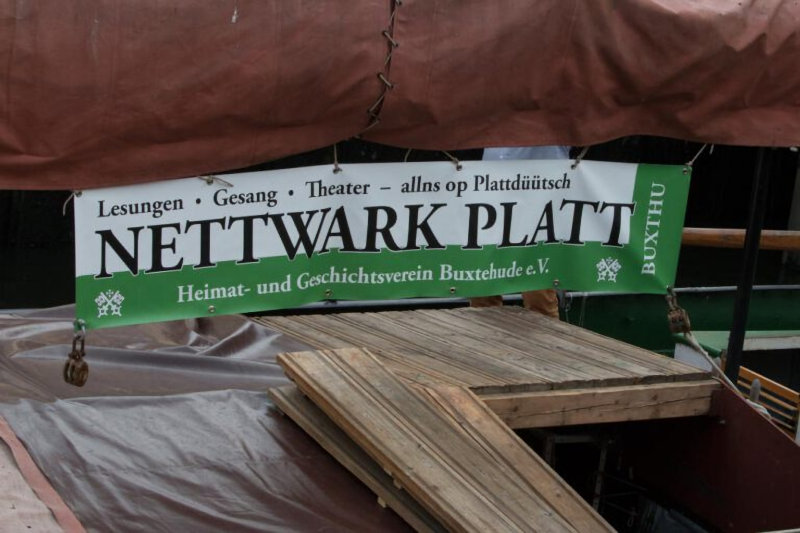 Lesungen · Gesang · Theater – allns op Plattdüütsch
NETTWARK PLATT
Heimat- und Geschichtsverein Buxtehude e.V.
BUXTHU